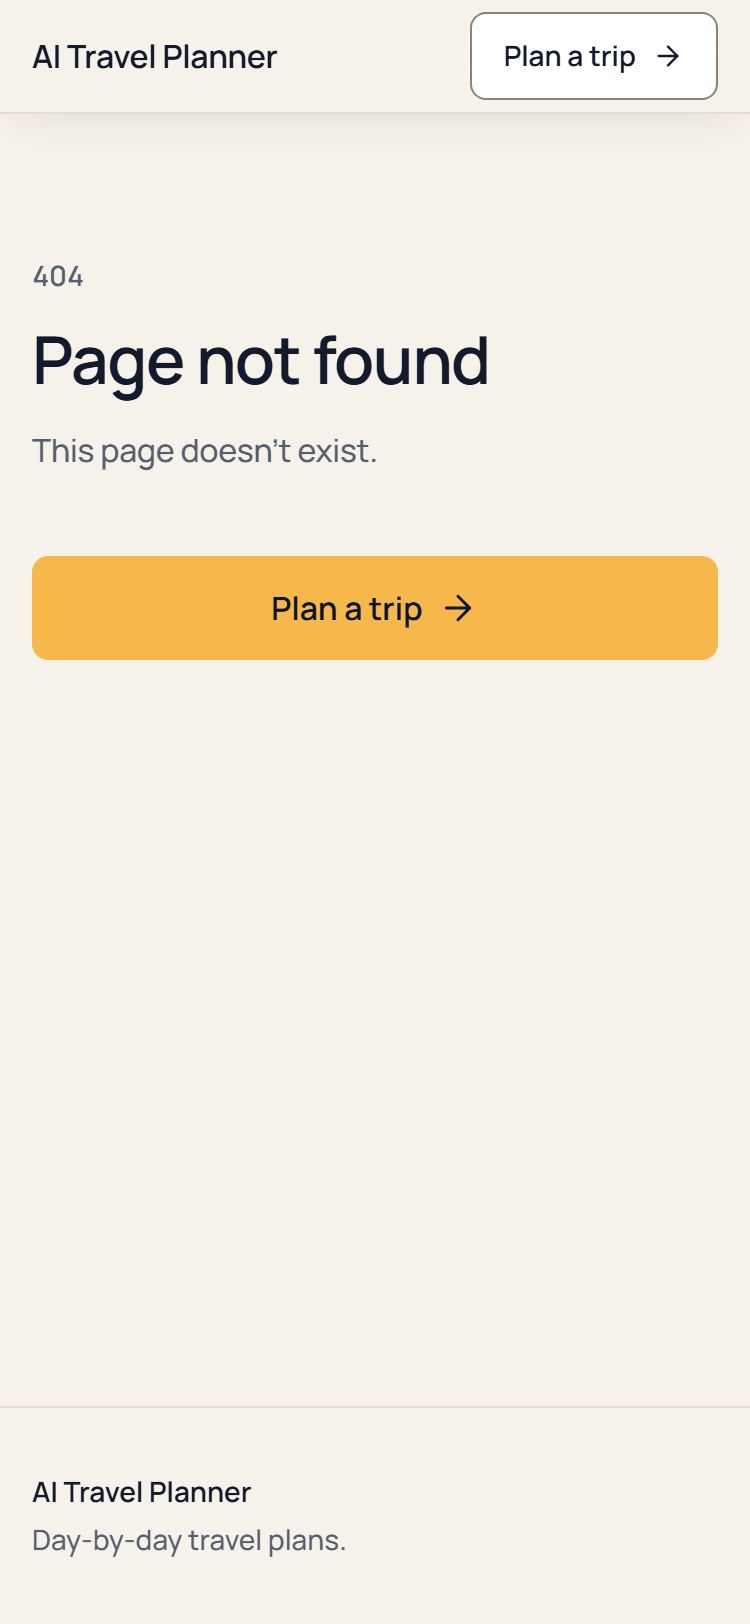 AI Travel Planner
Plan a trip
404
Page not found
This page doesn’t exist.
Plan a trip
AI Travel Planner
Day-by-day travel plans.